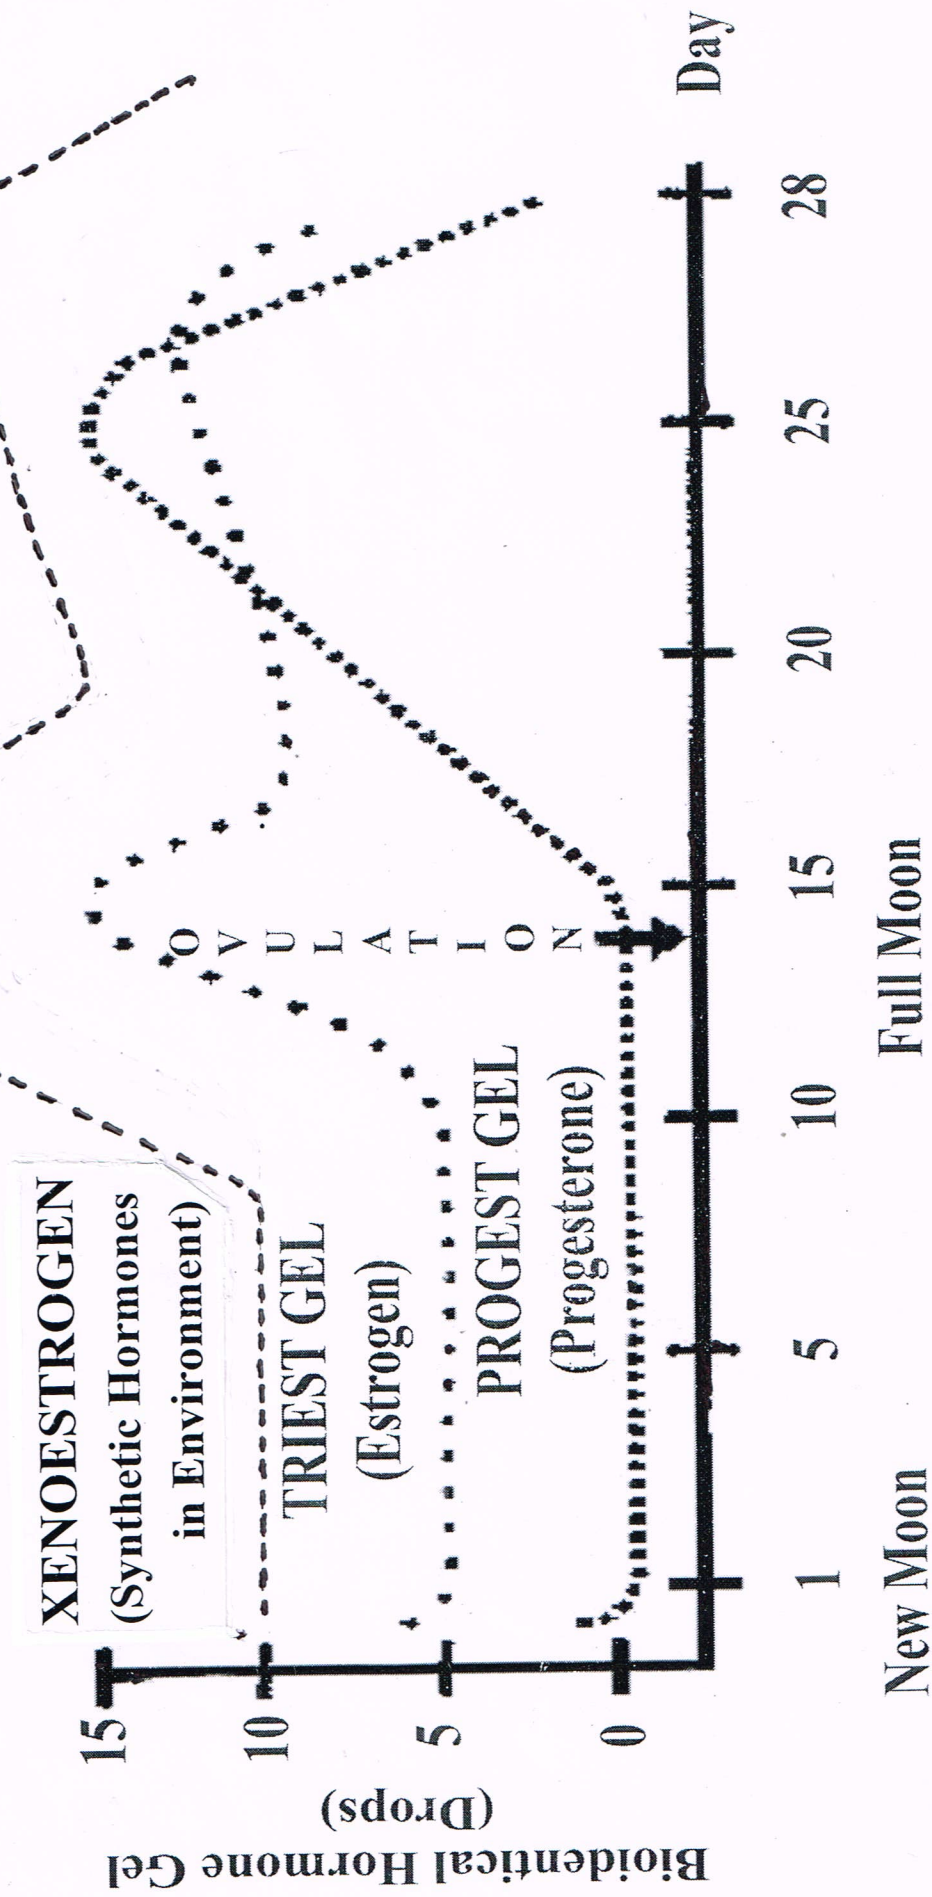 XENOESTROGEN
(Synthetic Hormones
in Environment)
TRIEST GEL
(Estrogen)
PROGEST GEL
(Progesterone)
OVULATION
Bioidentical Hormone Gel
(Drops)
15
10
5
0
1
5
10
15
20
25
28
Day
New Moon
Full Moon